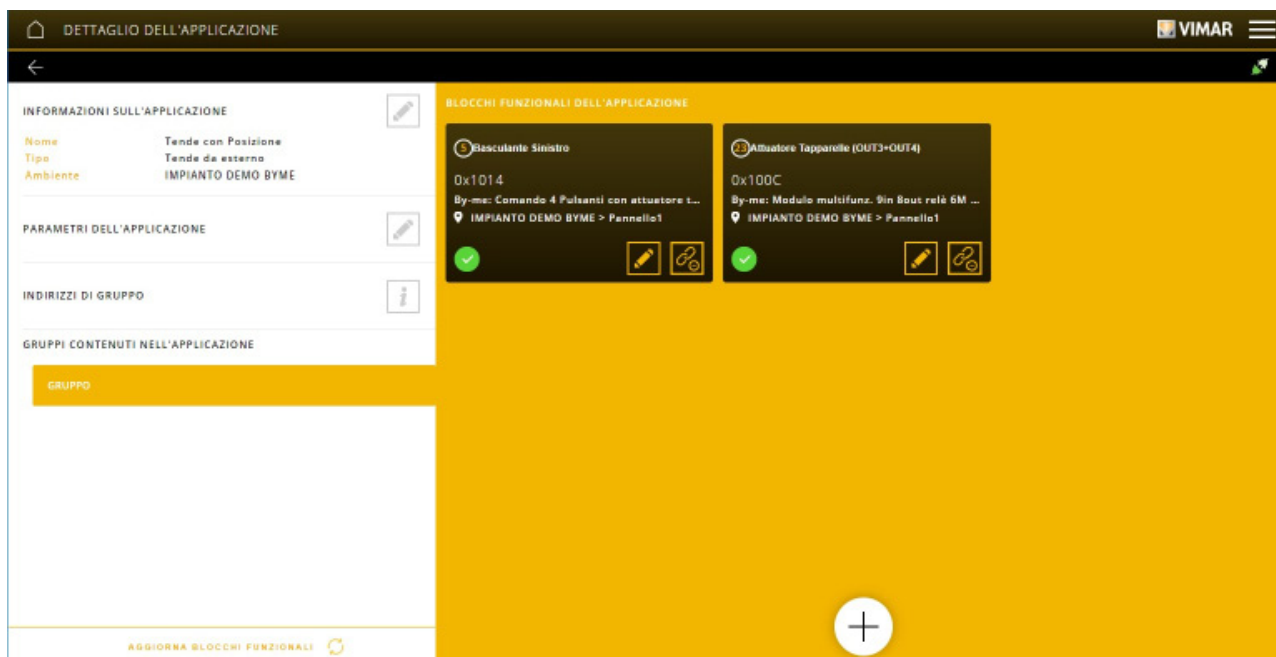 DETTAGLIO DELL'APPLICAZIONE
VIMAR
INFORMAZIONI SULL'APPLICAZIONE
Nome Tende con Posizione
Tipo Tende da esterno
Ambiente IMPIANTO DEMO BYME
PARAMETRI DELL'APPLICAZIONE
INDIRIZZI DI GRUPPO
GRUPPI CONTENUTI NELL'APPLICAZIONE
GRUPPO
AGGIORNA BLOCCHI FUNZIONALI
BLOCCHI FUNZIONALI DELL'APPLICAZIONE
5 Basculante Sinistro
0x1014
By-me: Comando 4 Pulsanti con attuatore t...
IMPIANTO DEMO BYME > Pannello1
23 Attuatore Tapparelle (OUT3+OUT4)
0x100C
By-me: Modulo multifunz. 9in 8out relè 6M ...
IMPIANTO DEMO BYME > Pannello1